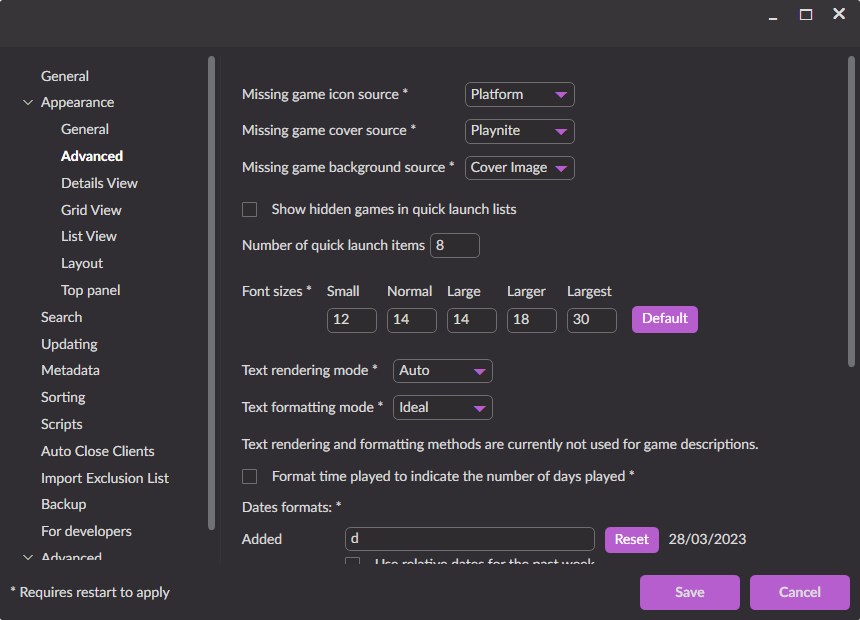 General
Appearance
General
Advanced
Details View
Grid View
List View
Layout
Top panel
Search
Updating
Metadata
Sorting
Scripts
Auto Close Clients
Import Exclusion List
Backup
For developers
Advanced
Missing game icon source * Platform
Missing game cover source * Playnite
Missing game background source * Cover Image
Show hidden games in quick launch lists
Number of quick launch items 8
Font sizes * Small Normal Large Larger Largest
12 14 14 18 30 Default
Text rendering mode * Auto
Text formatting mode * Ideal
Text rendering and formatting methods are currently not used for game descriptions.
Format time played to indicate the number of days played *
Dates formats: *
Added d Reset 28/03/2023
Use relative dates for the past week
* Requires restart to apply Save Cancel